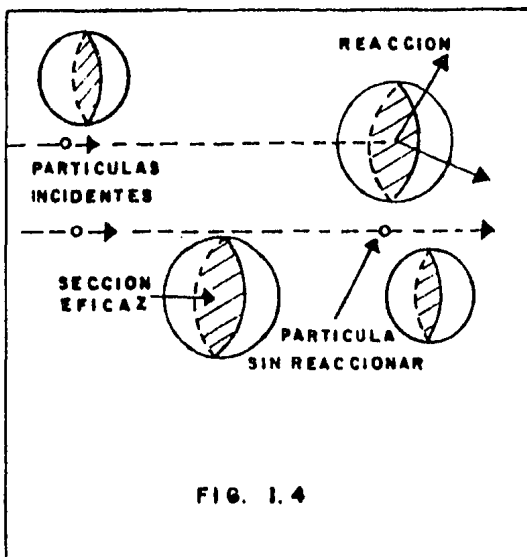 REACCION
PARTICULAS
INCIDENTES
SECCION
EFICAZ
PARTICULA
SIN REACCIONAR
FIG. 1.4